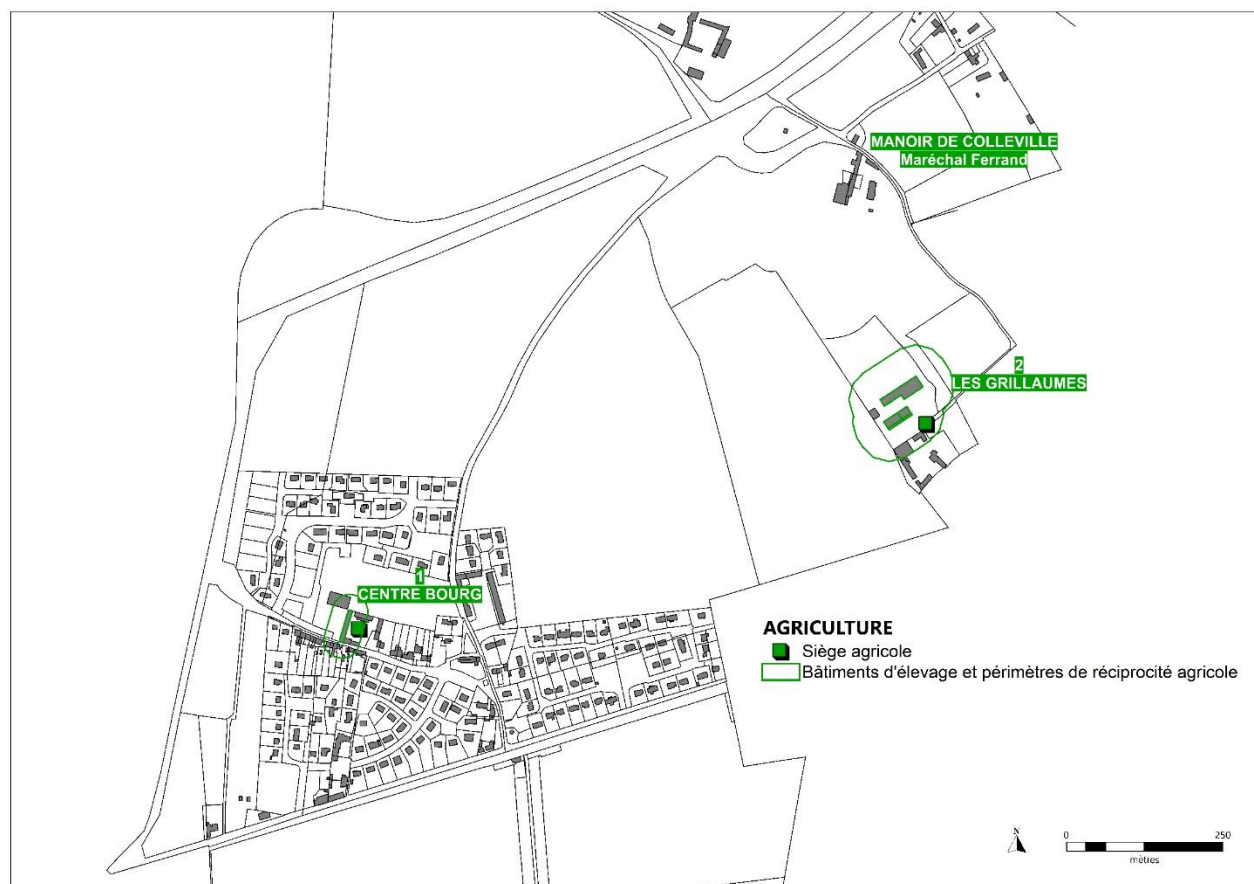 MANOIR DE COLLEVILLE
Maréchal Ferrand
2
LES GRILLAUMES
1
CENTRE BOURG
AGRICULTURE
Siège agricole
Bâtiments d'élevage et périmètres de réciprocité agricole
N
0 250
mètres